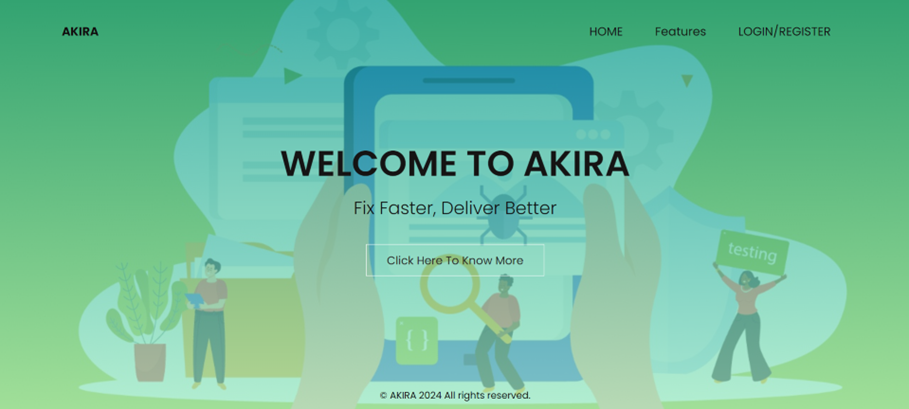 AKIRA
HOME Features LOGIN/REGISTER
WELCOME TO AKIRA
Fix Faster, Deliver Better
testing
Click Here To Know More
{ }
© AKIRA 2024 All rights reserved.